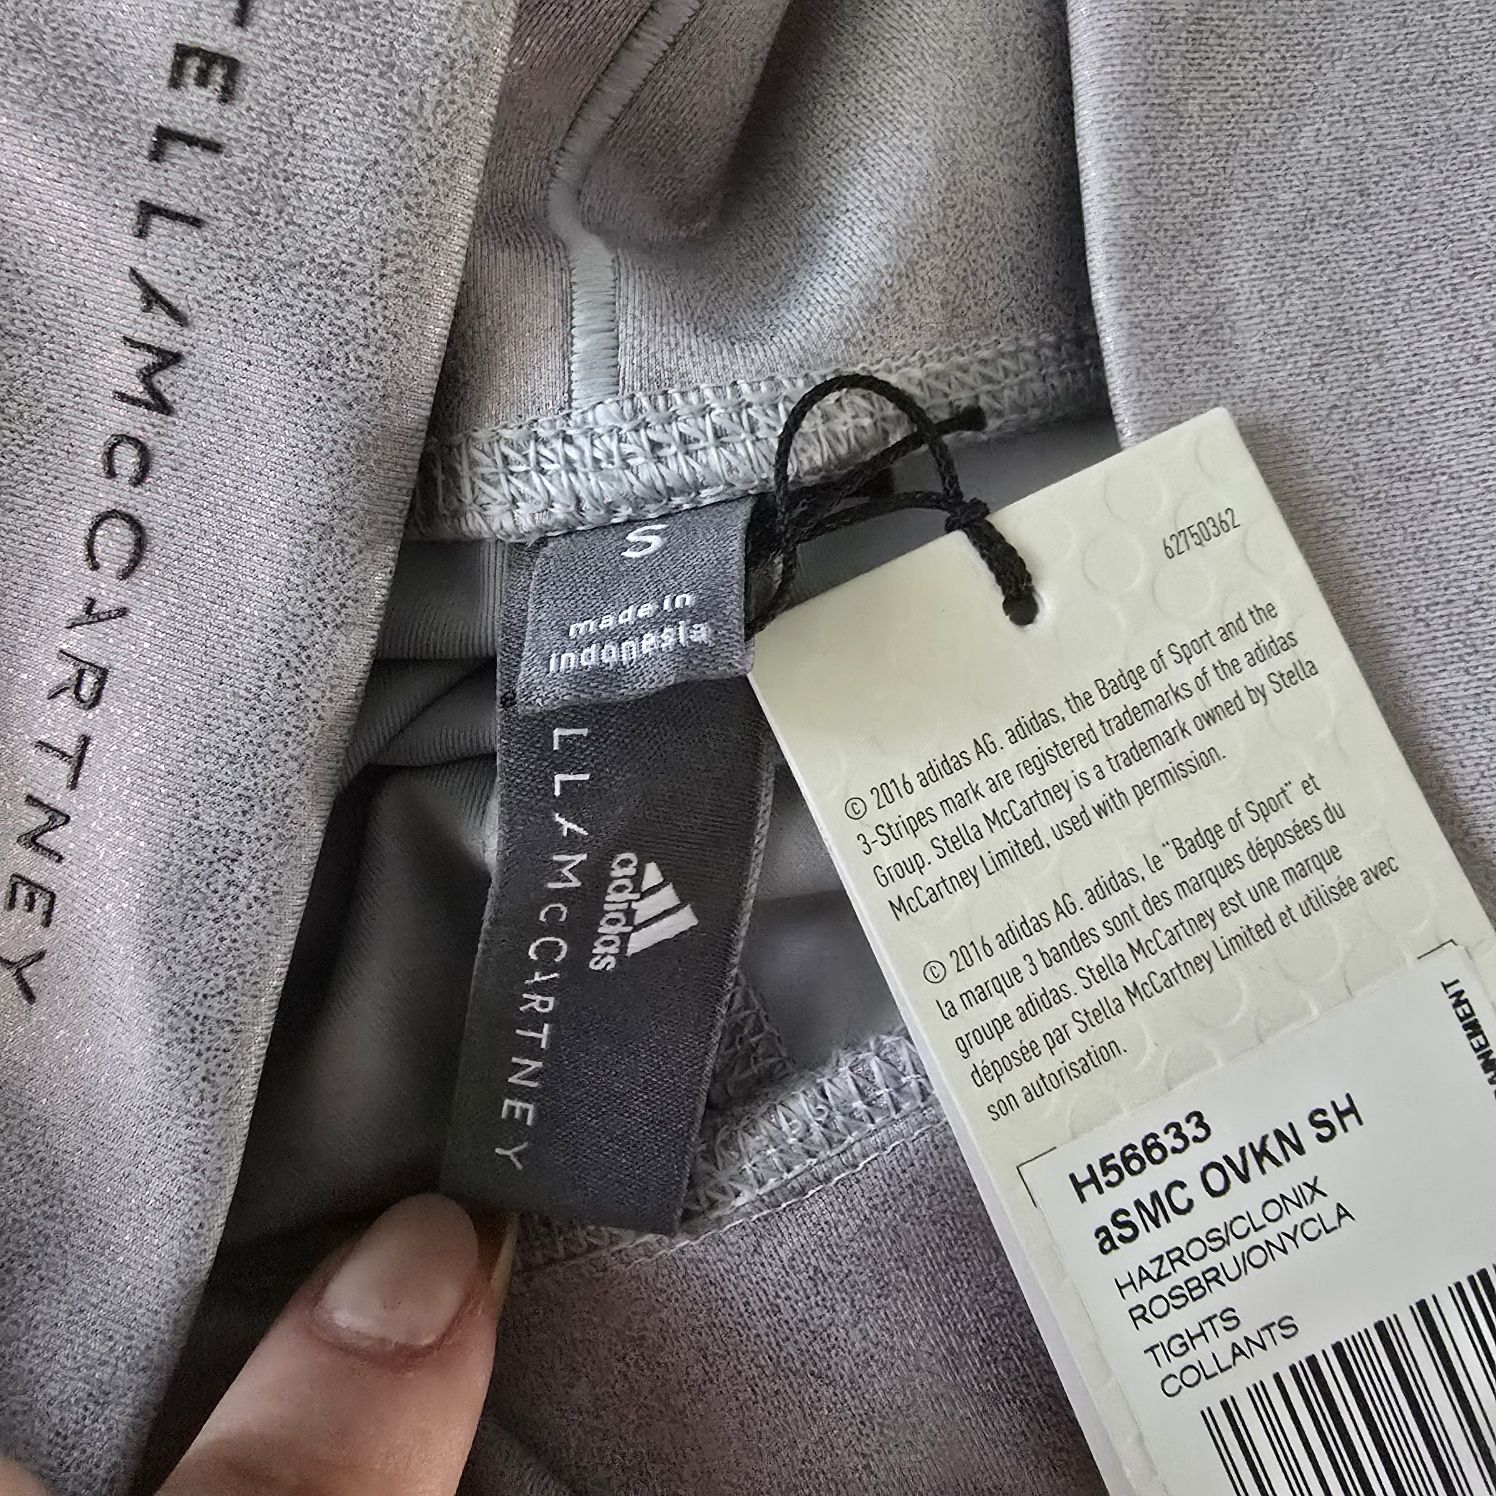 TELLAMCCARTNEY
S
made in
indonesia
LLAMCCARTNEY
adidas
62750362
© 2016 adidas AG. adidas, the Badge of Sport and the
3-Stripes mark are registered trademarks of the adidas
Group. Stella McCartney is a trademark owned by Stella
McCartney Limited, used with permission.
© 2016 adidas AG. adidas, le "Badge of Sport" et
la marque 3 bandes sont des marques déposées du
groupe adidas. Stella McCartney est une marque
déposée par Stella McCartney Limited et utilisée avec
son autorisation.
H56633
aSMC OVKN SH
HAZROS/CLONIX
ROSBRU/ONYCLA
TIGHTS
COLLANTS